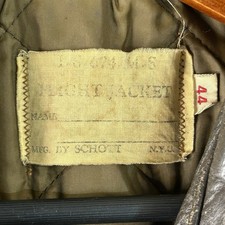 FLIGHT JACKET
NAME
MFG. BY SCHOTT N.Y.C.
44